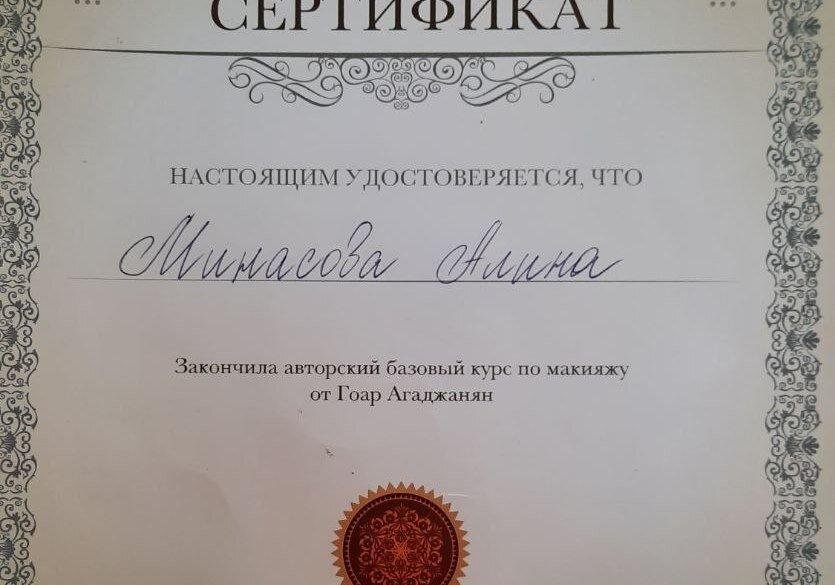 СЕРТИФИКАТ
НАСТОЯЩИМ УДОСТОВЕРЯЕТСЯ, ЧТО
Минасова Алина
Закончила авторский базовый курс по макияжу
от Гоар Агаджанян